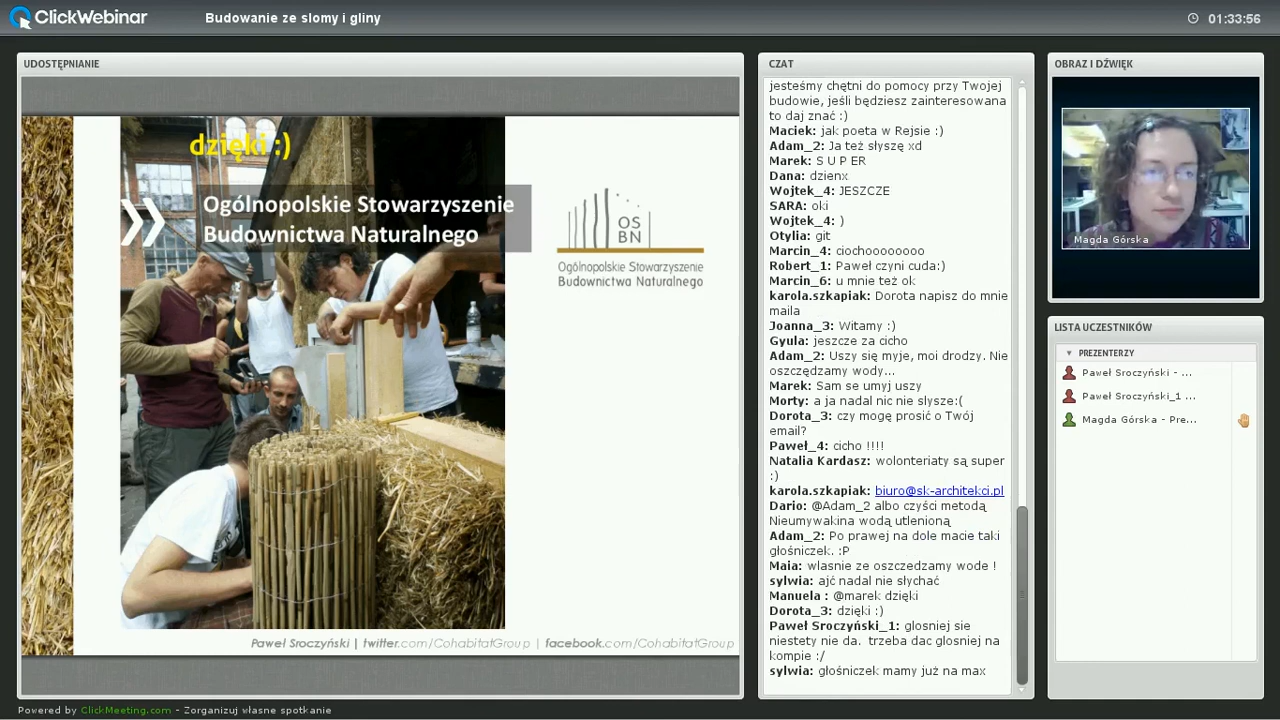 ClickWebinar
Budowanie ze slomy i gliny
01:33:56
UDOSTĘPNIANIE
dzięki :)
Ogólnopolskie Stowarzyszenie
Budownictwa Naturalnego
OS
BN
Ogólnopolskie Stowarzyszenie
Budownictwa Naturalnego
Paweł Sroczyński | twitter.com/CohabitatGroup | facebook.com/CohabitatGroup
CZAT
jesteśmy chętni do pomocy przy Twojej
budowie, jeśli będziesz zainteresowana
to daj znać :)
Maciek: jak poeta w Rejsie :)
Adam_2: Ja też słyszę xd
Marek: S U P ER
Dana: dzienx
Wojtek_4: JESZCZE
SARA: oki
Wojtek_4: )
Otylia: git
Marcin_4: ciochoooooooo
Robert_1: Paweł czyni cuda:)
Marcin_6: u mnie też ok
karola.szkapiak: Dorota napisz do mnie
maila
Joanna_3: Witamy :)
Gyula: jeszcze za cicho
Adam_2: Uszy się myje, moi drodzy. Nie
oszczędzamy wody...
Marek: Sam se umyj uszy
Morty: a ja nadal nic nie slysze:(
Dorota_3: czy mogę prosić o Twój
email?
Paweł_4: cicho !!!!
Natalia Kardasz: wolonteriaty są super
:)
karola.szkapiak: biuro@sk-architekci.pl
Dario: @Adam_2 albo czyści metodą
Nieumywakina wodą utlenioną
Adam_2: Po prawej na dole macie taki
głośniczek. :P
Maia: wlasnie ze oszczedzamy wode !
sylwia: ajć nadal nie słychać
Manuela : @marek dzięki
Dorota_3: dzięki :)
Paweł Sroczyński_1: glosniej sie
niestety nie da. trzeba dac glosniej na
kompie :/
sylwia: głośniczek mamy już na max
OBRAZ I DŹWIĘK
Magda Górska
LISTA UCZESTNIKÓW
PREZENTERZY
Paweł Sroczyński - ...
Paweł Sroczyński_1 ...
Magda Górska - Pre...
Powered by ClickMeeting.com - Zorganizuj własne spotkanie